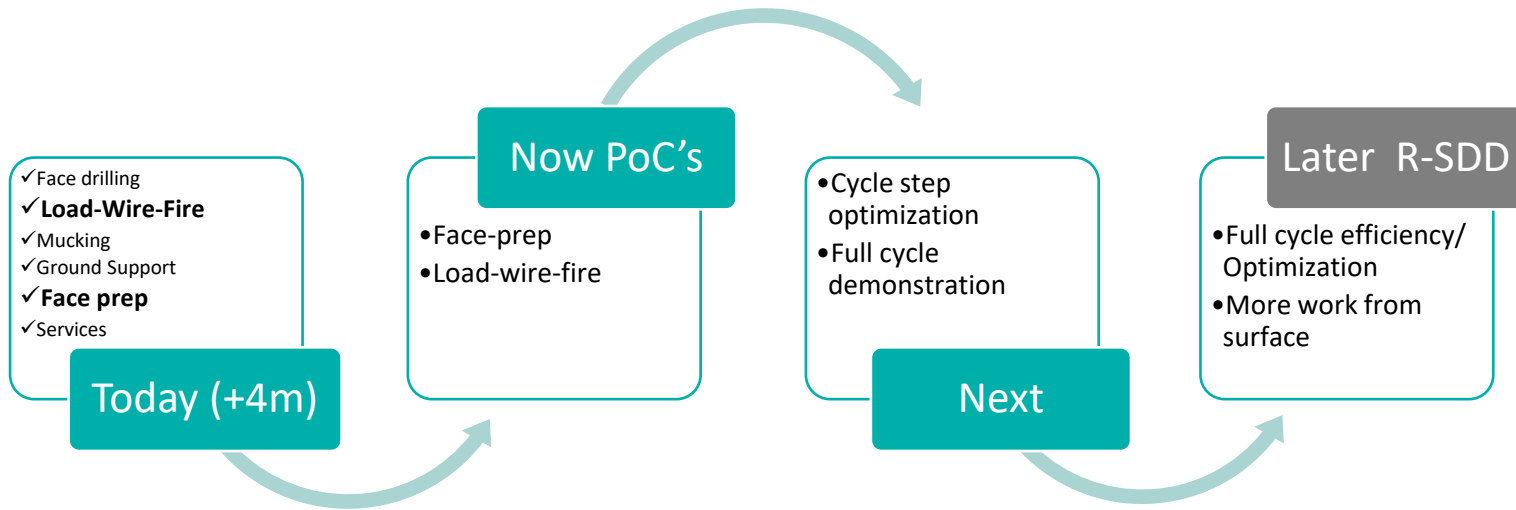 ✓Face drilling
✓Load-Wire-Fire
✓Mucking
✓Ground Support
✓Face prep
✓Services
Today (+4m)
Now PoC's
•Face-prep
•Load-wire-fire
•Cycle step
optimization
•Full cycle
demonstration
Next
Later R-SDD
•Full cycle efficiency/
Optimization
•More work from
surface